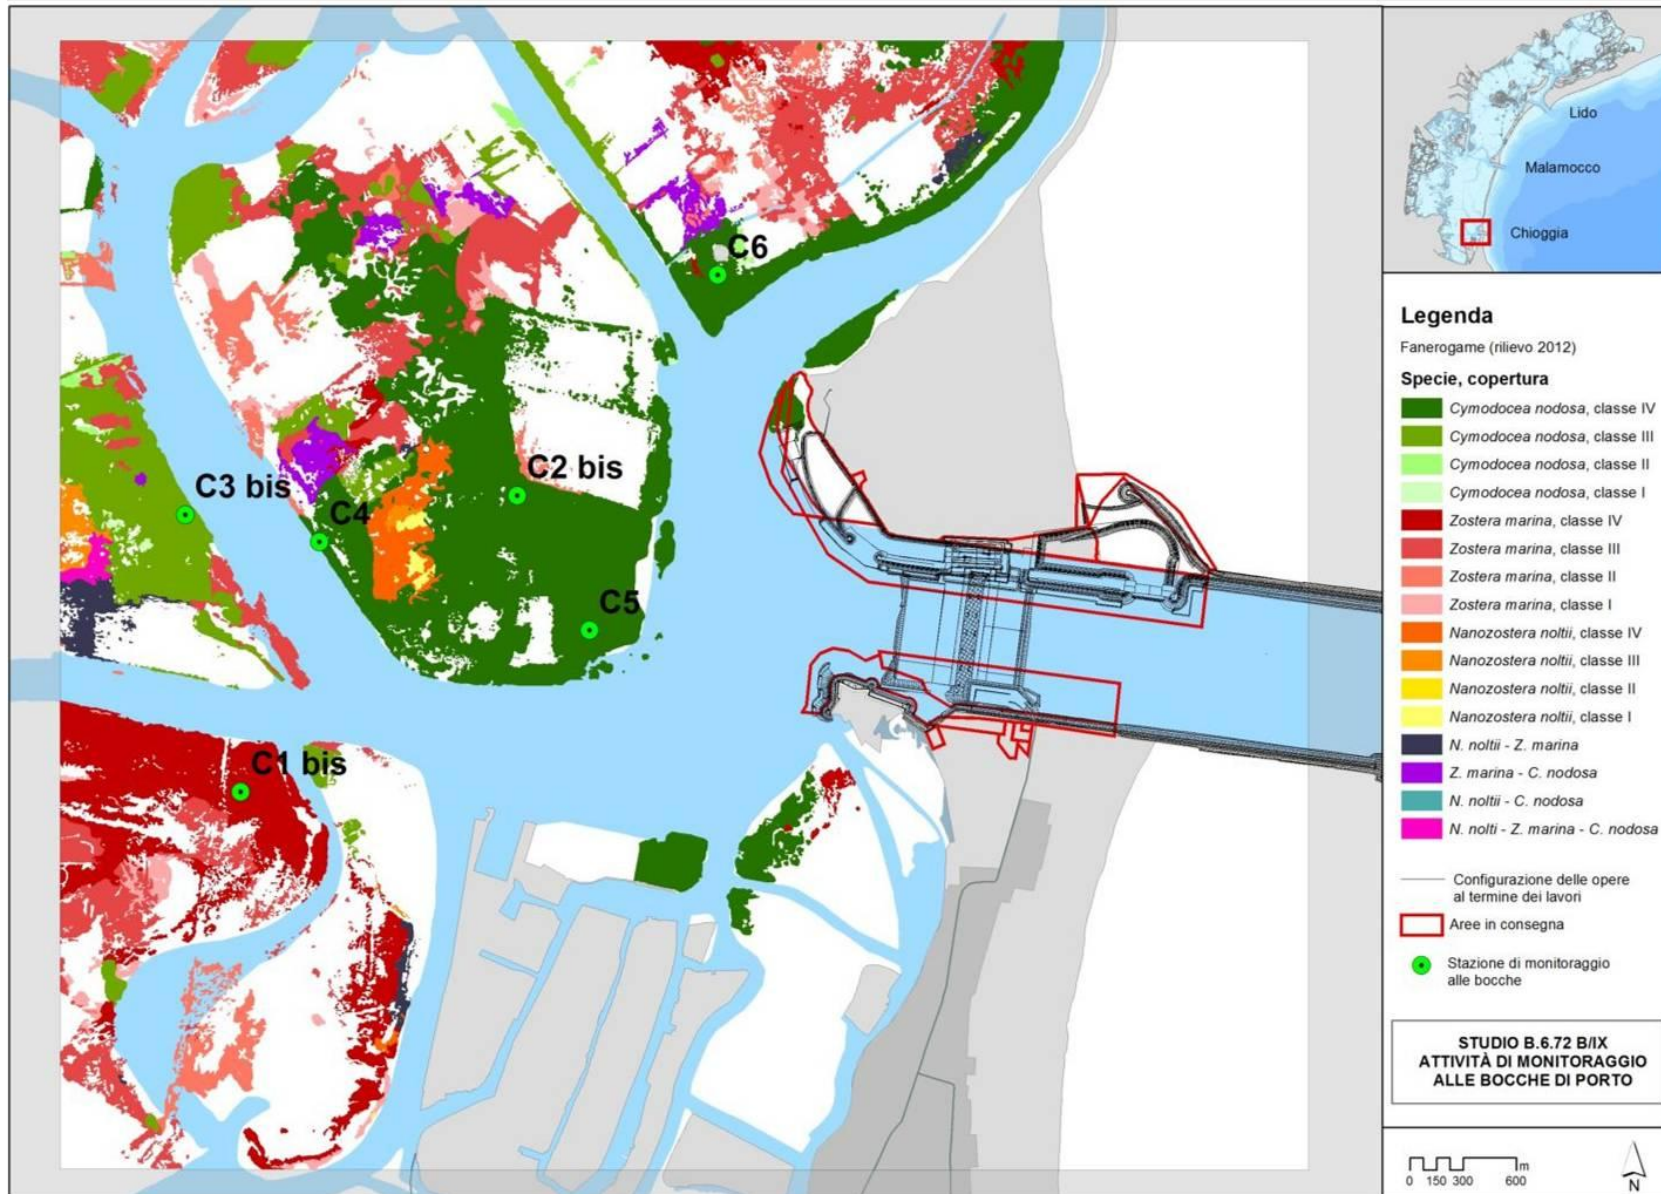 C6
C2 bis
C3 bis
C4
C5
C1 bis
Lido
Malamocco
Chioggia
Legenda
Fanerogame (rilievo 2012)
Specie, copertura
Cymodocea nodosa, classe IV
Cymodocea nodosa, classe III
Cymodocea nodosa, classe II
Cymodocea nodosa, classe I
Zostera marina, classe IV
Zostera marina, classe III
Zostera marina, classe II
Zostera marina, classe I
Nanozostera noltii, classe IV
Nanozostera noltii, classe III
Nanozostera noltii, classe II
Nanozostera noltii, classe I
N. noltii - Z. marina
Z. marina - C. nodosa
N. noltii - C. nodosa
N. nolti - Z. marina - C. nodosa
Configurazione delle opere
al termine dei lavori
Aree in consegna
Stazione di monitoraggio
alle bocche
STUDIO B.6.72 B/IX
ATTIVITÀ DI MONITORAGGIO
ALLE BOCCHE DI PORTO
m
0 150 300 600
N